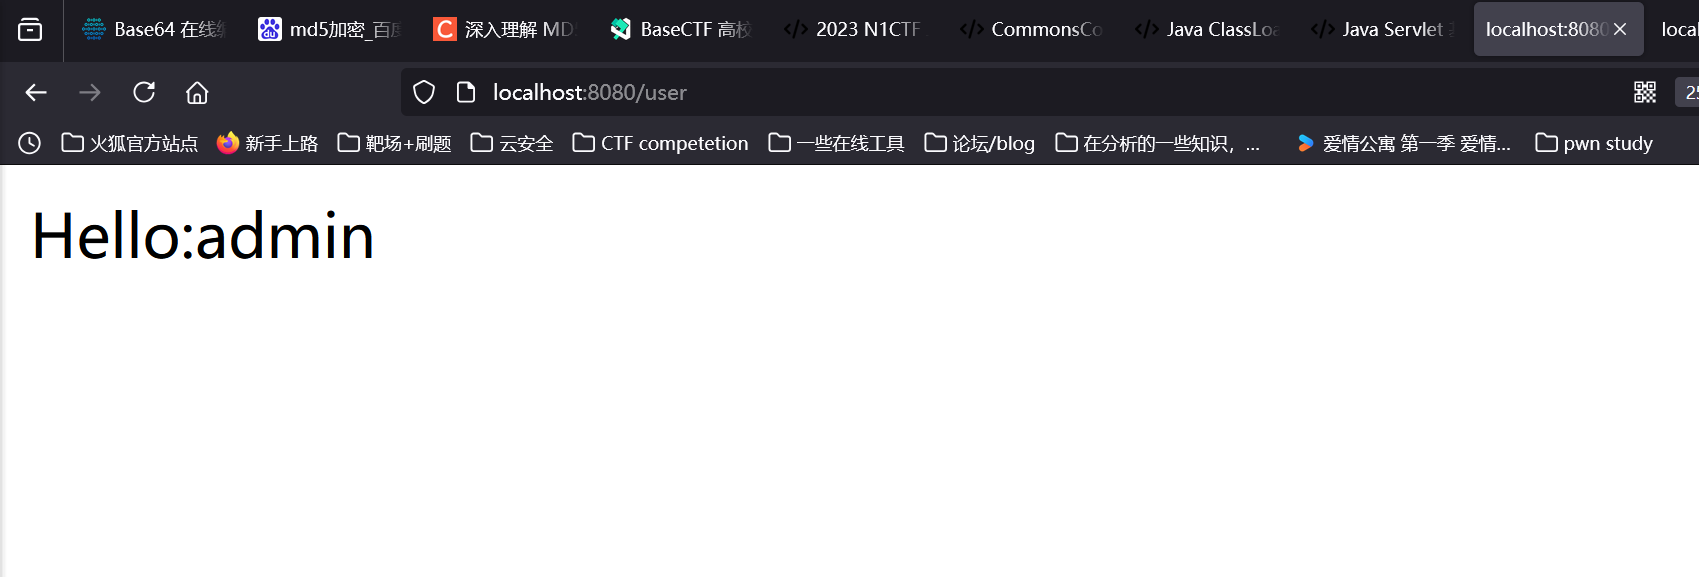 Base64 在线 md5加密_百 深入理解 MD BaseCTF 高校 2023 N1CTF CommonsCo Java ClassLoa Java Servlet localhost:8080 local
localhost:8080/user
火狐官方站点 新手上路 靶场+刷题 云安全 CTF competetion 一些在线工具 论坛/blog 在分析的一些知识，... 爱情公寓 第一季 爱情... pwn study
Hello:admin